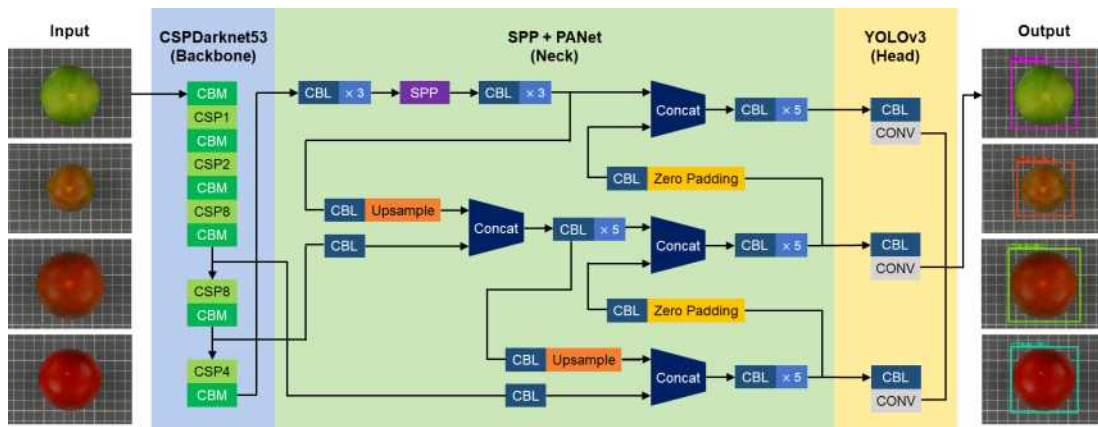 Input
CSPDarknet53
(Backbone)
SPP + PANet
(Neck)
YOLOv3
(Head)
Output
CBM
CSP1
CBM
CSP2
CBM
CSP8
CBM
CSP8
CBM
CSP4
CBM
CBL × 3
SPP
CBL × 3
Concat
CBL × 5
CBL
CONV
CBL Zero Padding
CBL Upsample
CBL
Concat
CBL × 5
Concat
CBL × 5
CBL
CONV
CBL Zero Padding
CBL Upsample
CBL
Concat
CBL × 5
CBL
CONV